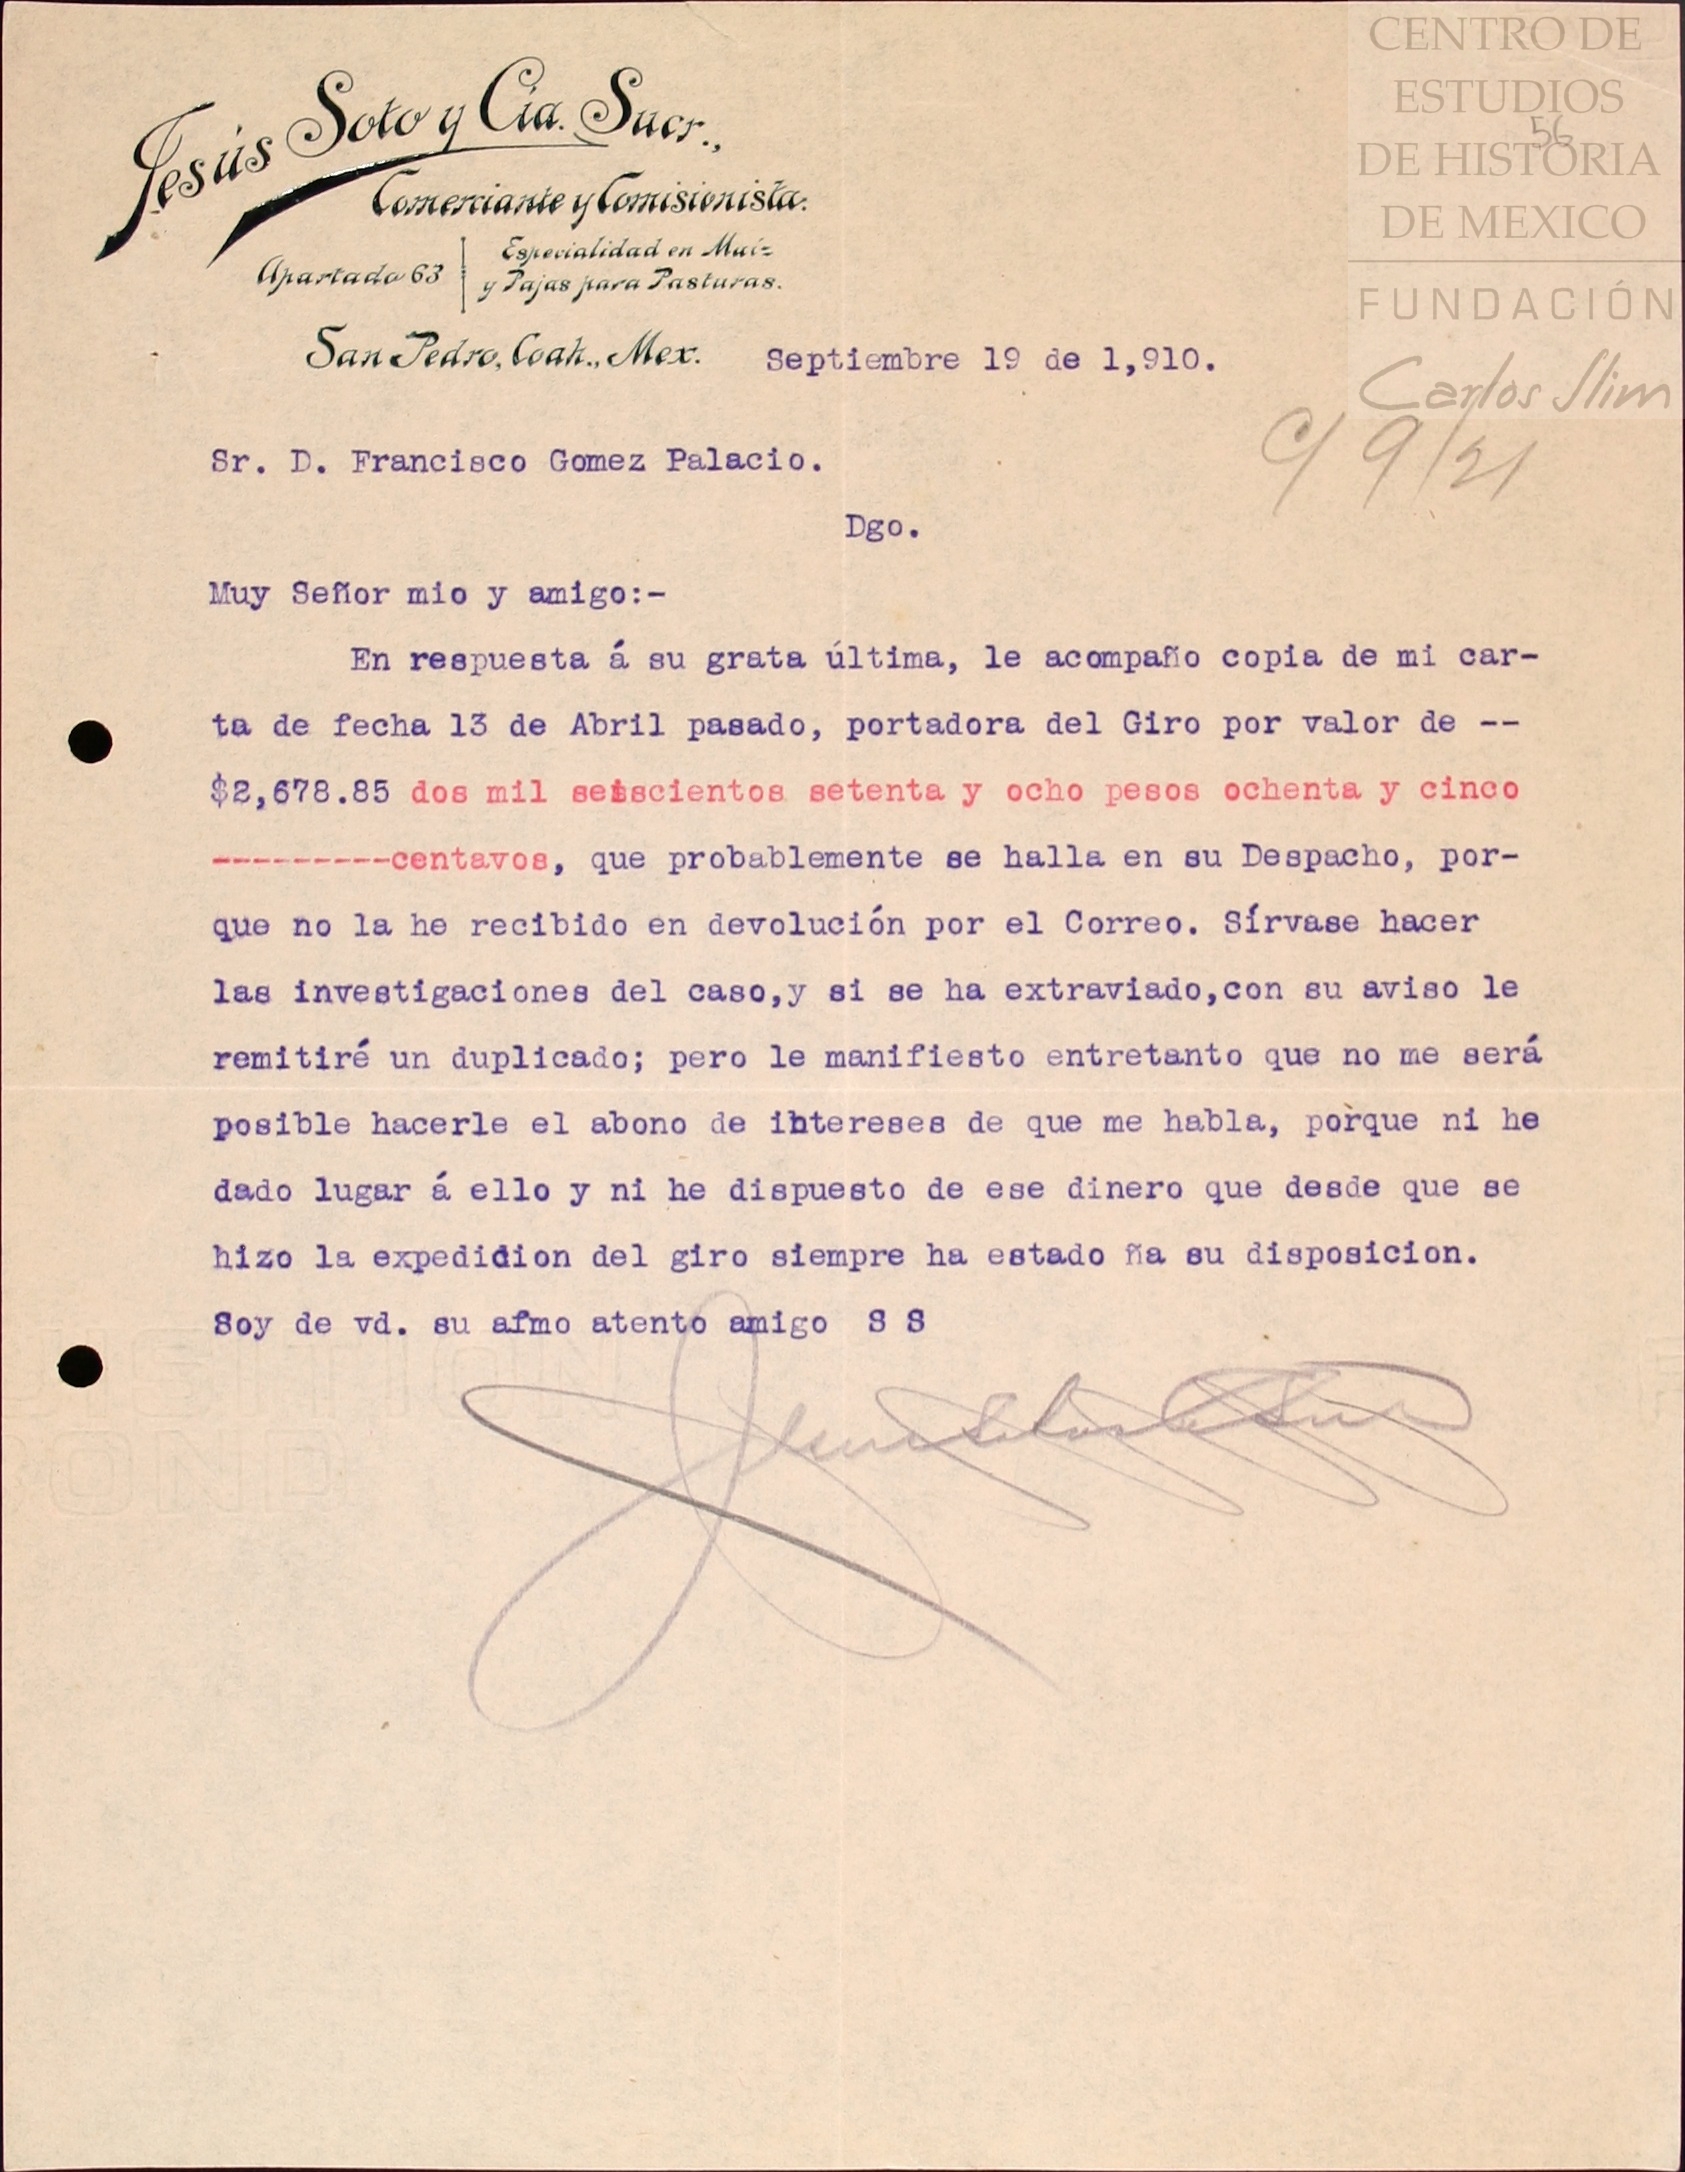 CENTRO DE
ESTUDIOS
56
DE HISTORIA
DE MEXICO
FUNDACIÓN
Carlos Slim
Jesús Soto y Cía. Sucr.,
Comerciante y Comisionista.
Apartado 63
Especialidad en Maíz
y Pajas para Pasturas.
San Pedro, Coah., Mex. Septiembre 19 de 1,910.
C/ 9/21
Sr. D. Francisco Gomez Palacio.
Dgo.
Muy Señor mio y amigo:-
En respuesta á su grata última, le acompaño copia de mi car-
ta de fecha 13 de Abril pasado, portadora del Giro por valor de --
$2,678.85 dos mil seiscientos setenta y ocho pesos ochenta y cinco
---------centavos, que probablemente se halla en su Despacho, por-
que no la he recibido en devolución por el Correo. Sírvase hacer
las investigaciones del caso,y si se ha extraviado,con su aviso le
remitiré un duplicado; pero le manifiesto entretanto que no me será
posible hacerle el abono de intereses de que me habla, porque ni he
dado lugar á ello y ni he dispuesto de ese dinero que desde que se
hizo la expedidion del giro siempre ha estado ña su disposicion.
Soy de vd. su afmo atento amigo S S